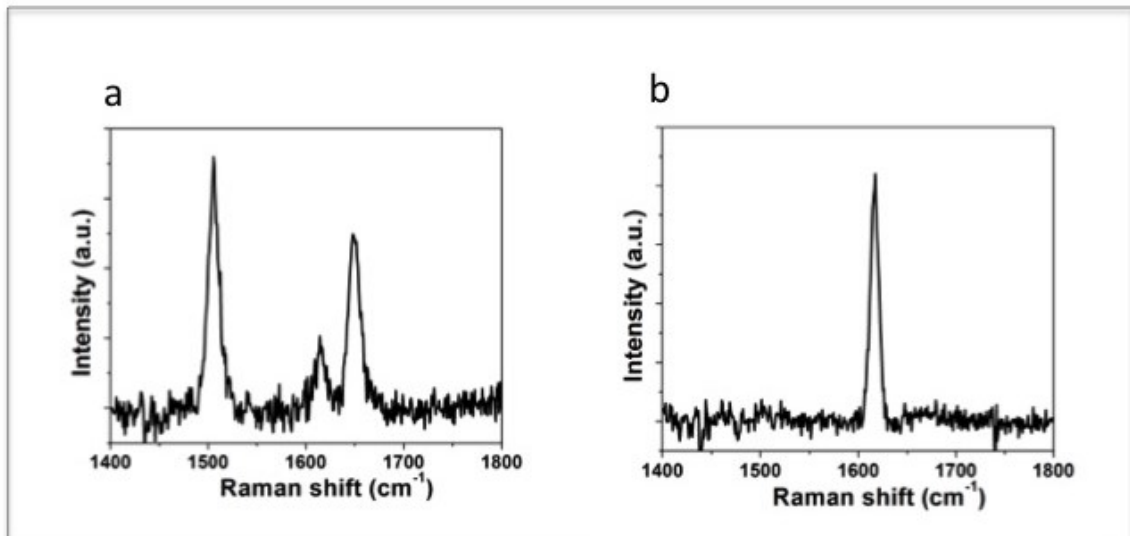 a
Intensity (a.u.)
1400 1500 1600 1700 1800
Raman shift (cm⁻¹)
b
Intensity (a.u.)
1400 1500 1600 1700 1800
Raman shift (cm⁻¹)